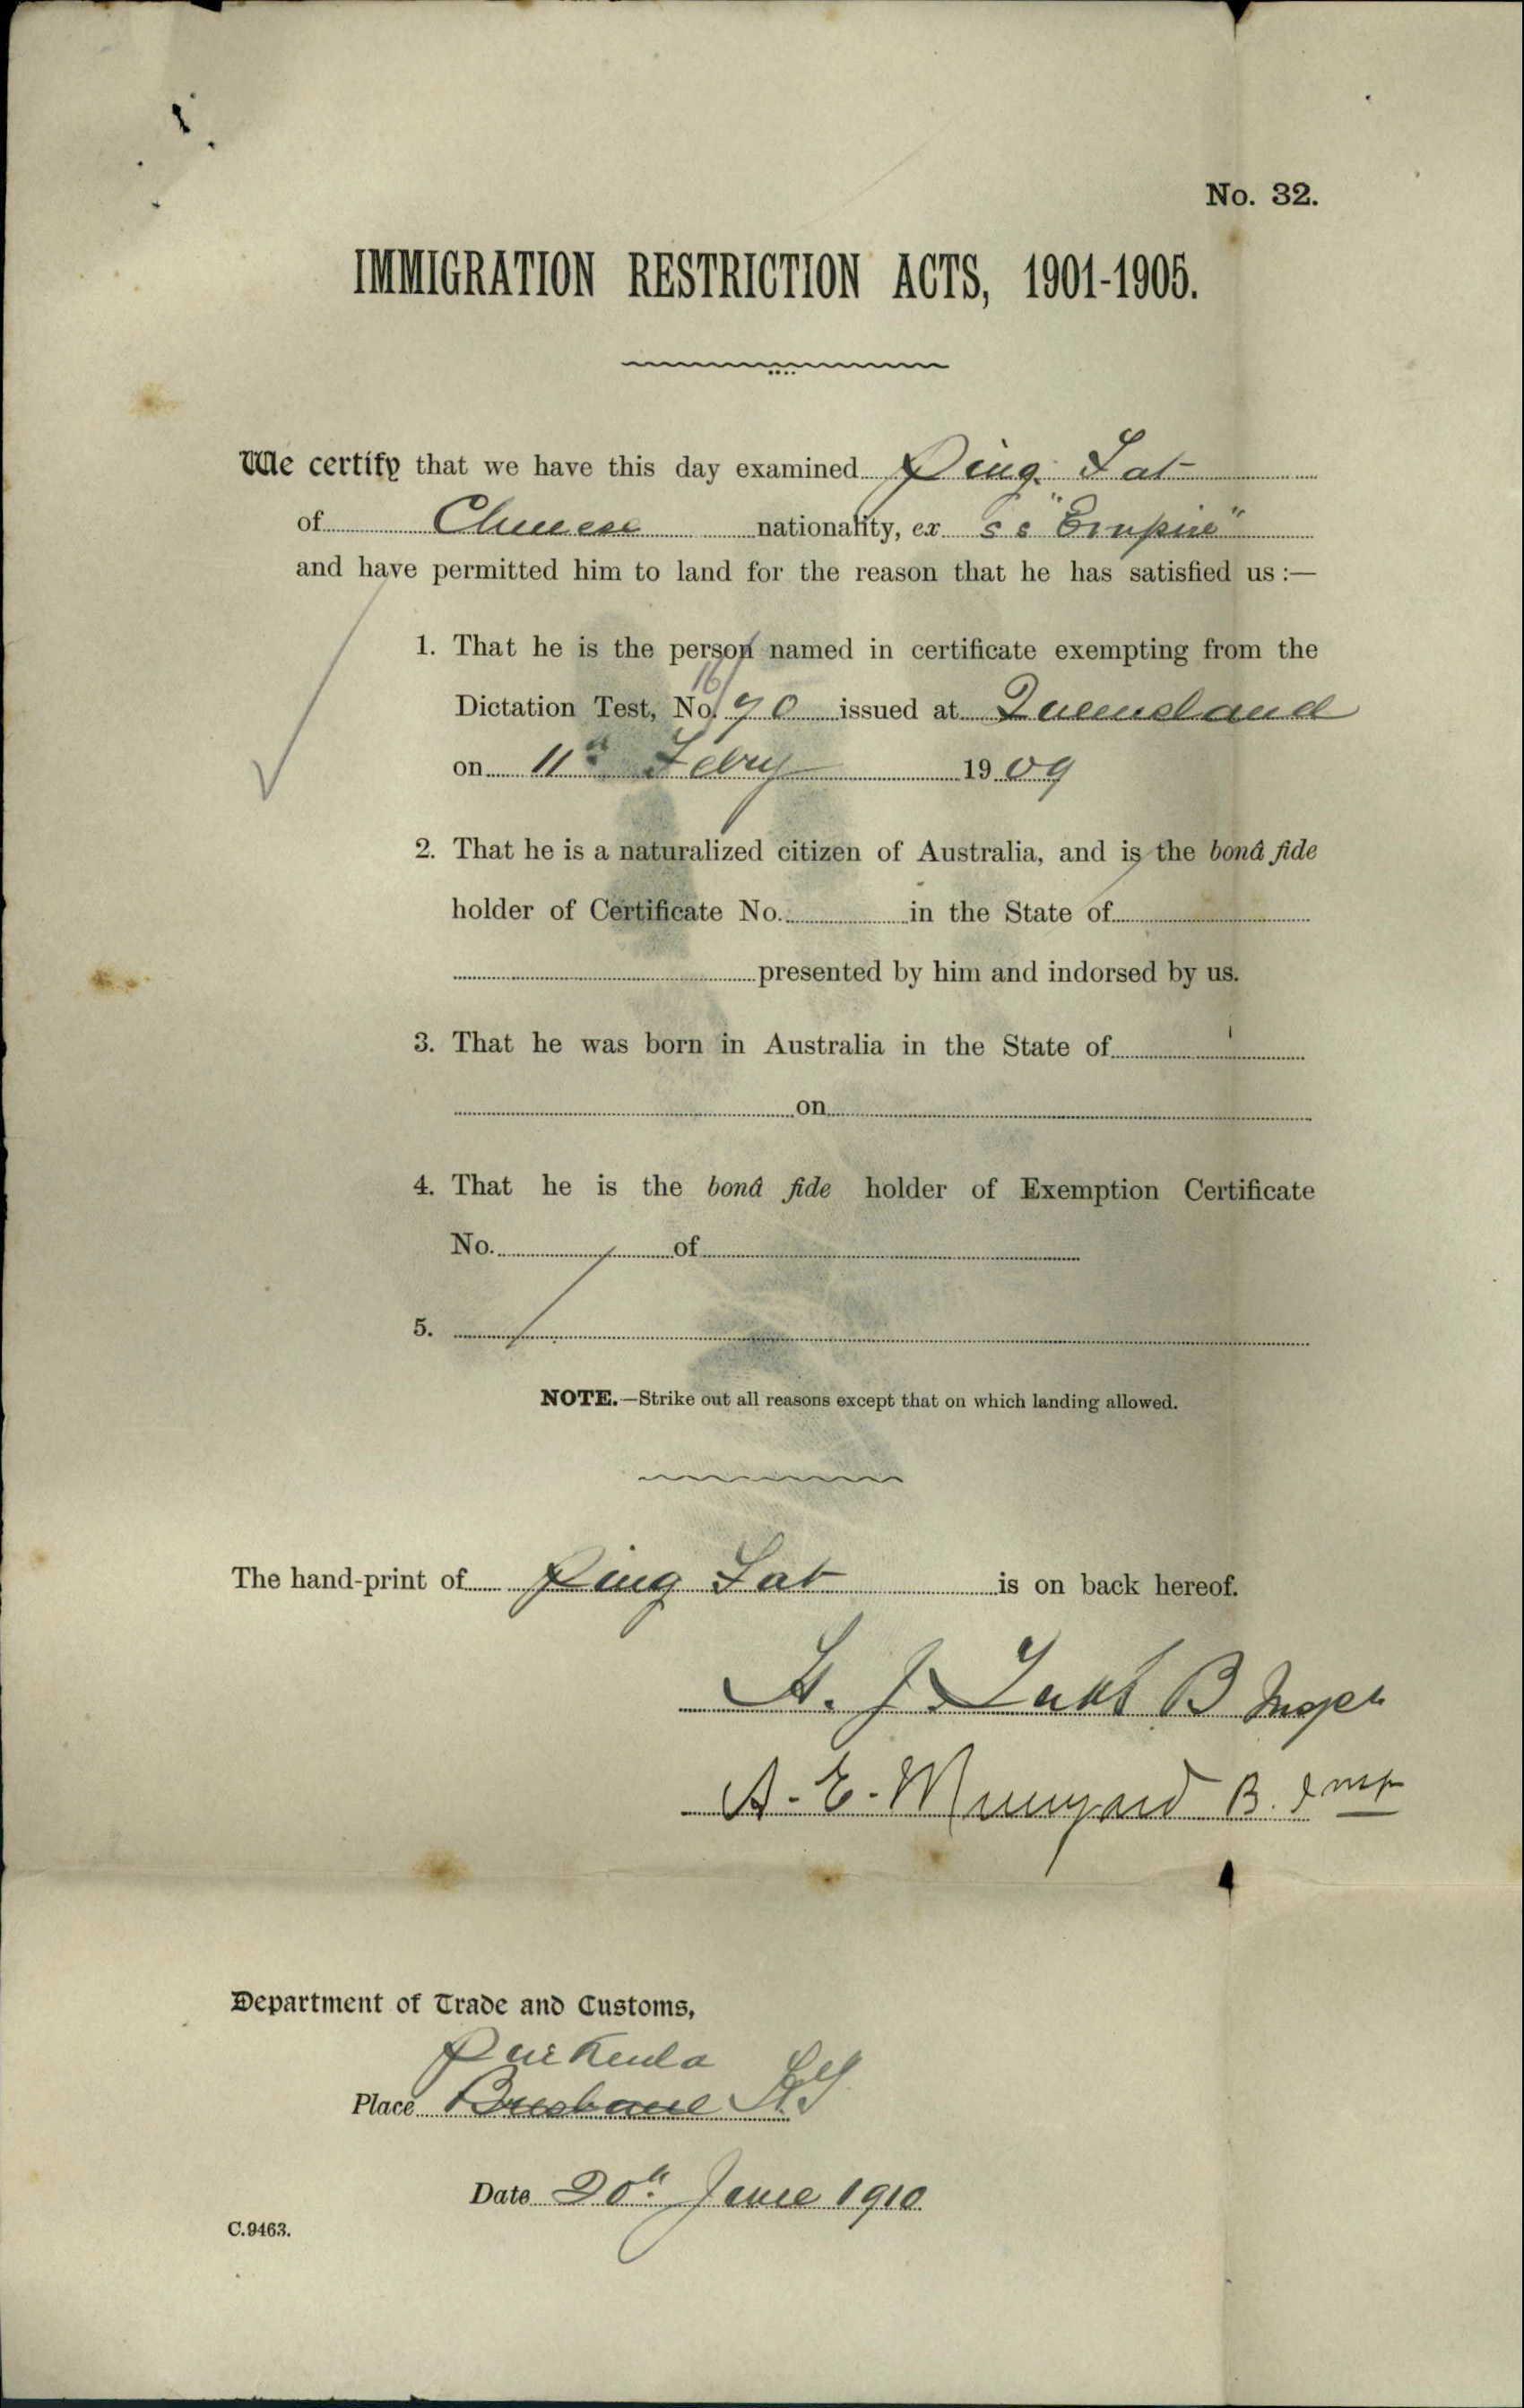 No. 32.
IMMIGRATION RESTRICTION ACTS, 1901-1905.
We certify that we have this day examined Ping Fat
of Chinese nationality, ex s s "Empire"
and have permitted him to land for the reason that he has satisfied us :—
1. That he is the person named in certificate exempting from the
16/
Dictation Test, No. 90 issued at Queensland
on 11th Febry 1909
2. That he is a naturalized citizen of Australia, and is the bonâ fide
holder of Certificate No. in the State of
presented by him and indorsed by us.
3. That he was born in Australia in the State of
on
4. That he is the bonâ fide holder of Exemption Certificate
No. of
5.
NOTE.—Strike out all reasons except that on which landing allowed.
The hand-print of Ping Fat is on back hereof.
H. J. B
A. E. Munyard B. Insp
Department of Trade and Customs,
Pinkenba
Place Brisbane
Date 20th June 1910
C.9463.